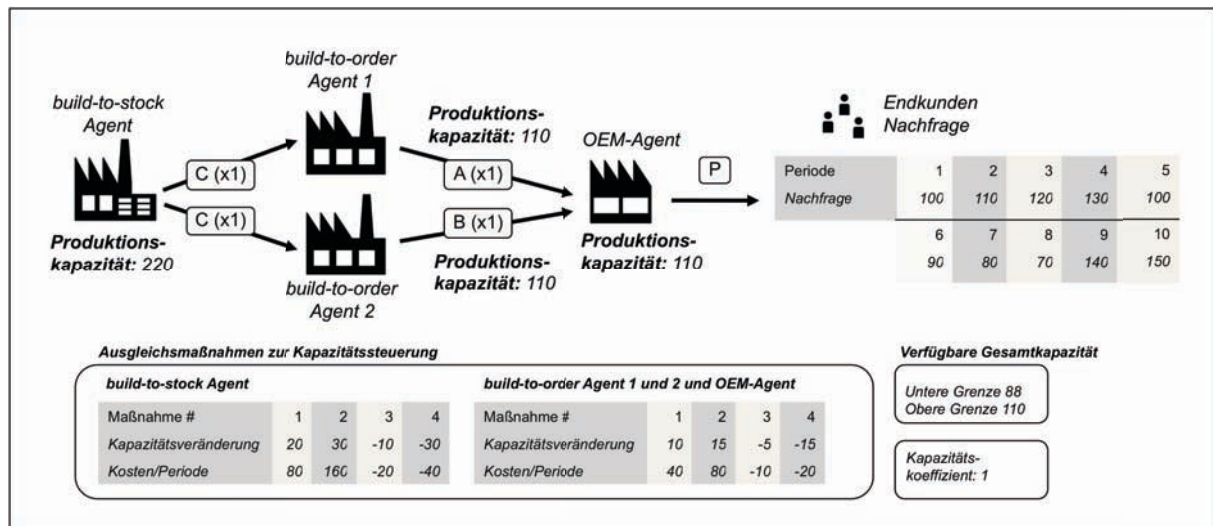 build-to-order
Agent 1
build-to-stock
Agent
Produktions-
kapazität: 110
OEM-Agent
Endkunden
Nachfrage
C (x1)
A (x1)
P
C (x1)
B (x1)
Produktions-
kapazität: 220
Produktions-
kapazität: 110
Produktions-
kapazität: 110
build-to-order
Agent 2
Periode 1 2 3 4 5
Nachfrage 100 110 120 130 100
6 7 8 9 10
90 80 70 140 150
Ausgleichsmaßnahmen zur Kapazitätssteuerung
build-to-stock Agent
Maßnahme # 1 2 3 4
Kapazitätsveränderung 20 30 -10 -30
Kosten/Periode 80 160 -20 -40
build-to-order Agent 1 und 2 und OEM-Agent
Maßnahme # 1 2 3 4
Kapazitätsveränderung 10 15 -5 -15
Kosten/Periode 40 80 -10 -20
Verfügbare Gesamtkapazität
Untere Grenze 88
Obere Grenze 110
Kapazitäts-
koeffizient: 1